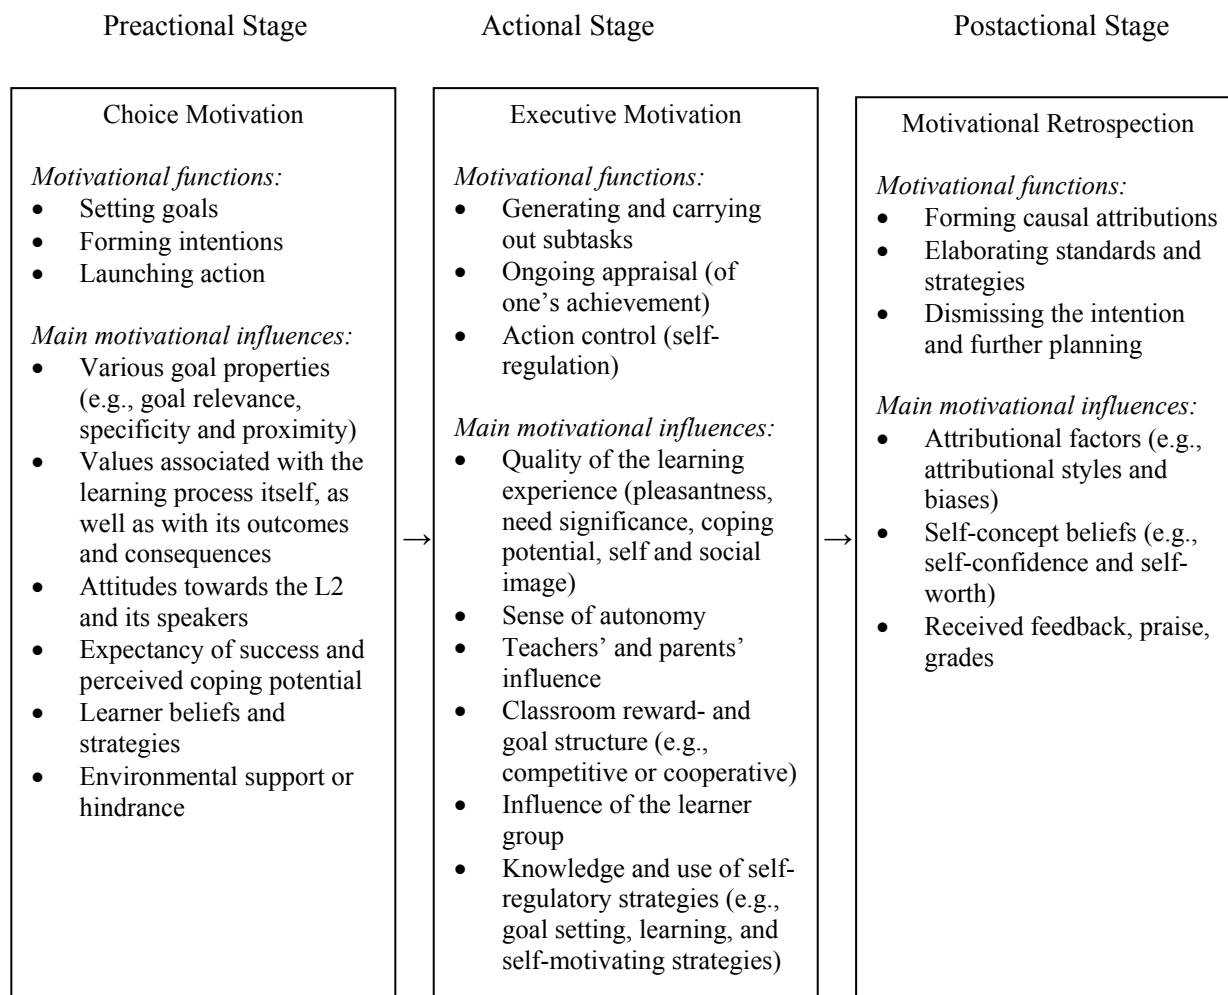 Preactional Stage
Actional Stage
Postactional Stage
Choice Motivation
Motivational functions:
• Setting goals
• Forming intentions
• Launching action
Main motivational influences:
• Various goal properties
(e.g., goal relevance,
specificity and proximity)
• Values associated with the
learning process itself, as
well as with its outcomes
and consequences
• Attitudes towards the L2
and its speakers
• Expectancy of success and
perceived coping potential
• Learner beliefs and
strategies
• Environmental support or
hindrance
→
Executive Motivation
Motivational functions:
• Generating and carrying
out subtasks
• Ongoing appraisal (of
one’s achievement)
• Action control (self-
regulation)
Main motivational influences:
• Quality of the learning
experience (pleasantness,
need significance, coping
potential, self and social
image)
• Sense of autonomy
• Teachers’ and parents’
influence
• Classroom reward- and
goal structure (e.g.,
competitive or cooperative)
• Influence of the learner
group
• Knowledge and use of self-
regulatory strategies (e.g.,
goal setting, learning, and
self-motivating strategies)
→
Motivational Retrospection
Motivational functions:
• Forming causal attributions
• Elaborating standards and
strategies
• Dismissing the intention
and further planning
Main motivational influences:
• Attributional factors (e.g.,
attributional styles and
biases)
• Self-concept beliefs (e.g.,
self-confidence and self-
worth)
• Received feedback, praise,
grades